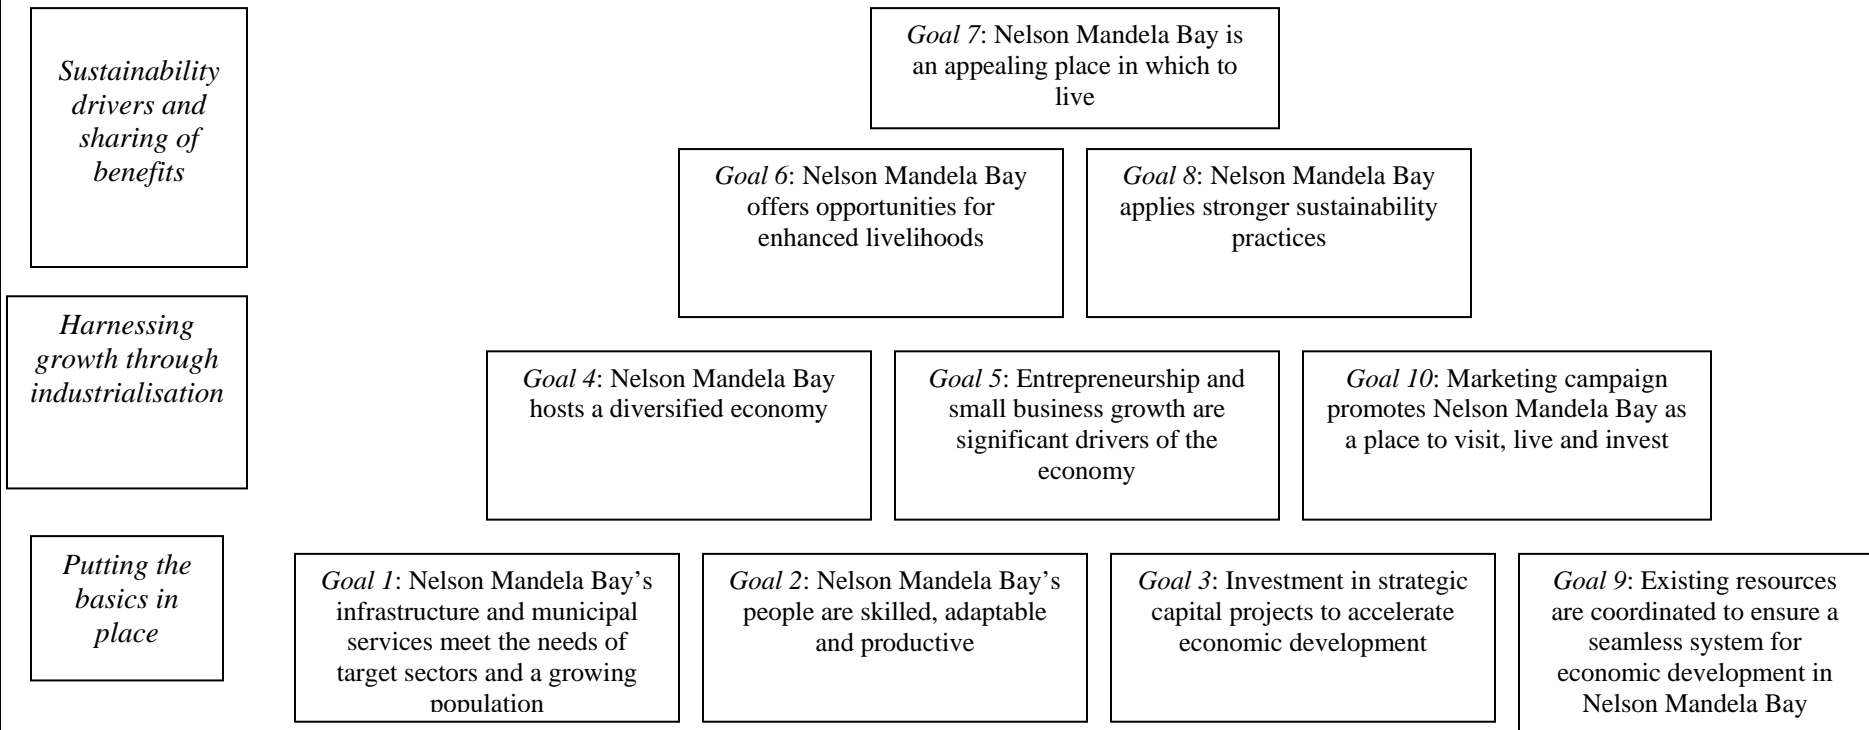 Sustainability
drivers and
sharing of
benefits
Goal 7: Nelson Mandela Bay is
an appealing place in which to
live
Goal 6: Nelson Mandela Bay
offers opportunities for
enhanced livelihoods
Goal 8: Nelson Mandela Bay
applies stronger sustainability
practices
Harnessing
growth through
industrialisation
Goal 4: Nelson Mandela Bay
hosts a diversified economy
Goal 5: Entrepreneurship and
small business growth are
significant drivers of the
economy
Goal 10: Marketing campaign
promotes Nelson Mandela Bay as
a place to visit, live and invest
Putting the
basics in
place
Goal 1: Nelson Mandela Bay’s
infrastructure and municipal
services meet the needs of
target sectors and a growing
population
Goal 2: Nelson Mandela Bay’s
people are skilled, adaptable
and productive
Goal 3: Investment in strategic
capital projects to accelerate
economic development
Goal 9: Existing resources
are coordinated to ensure a
seamless system for
economic development in
Nelson Mandela Bay